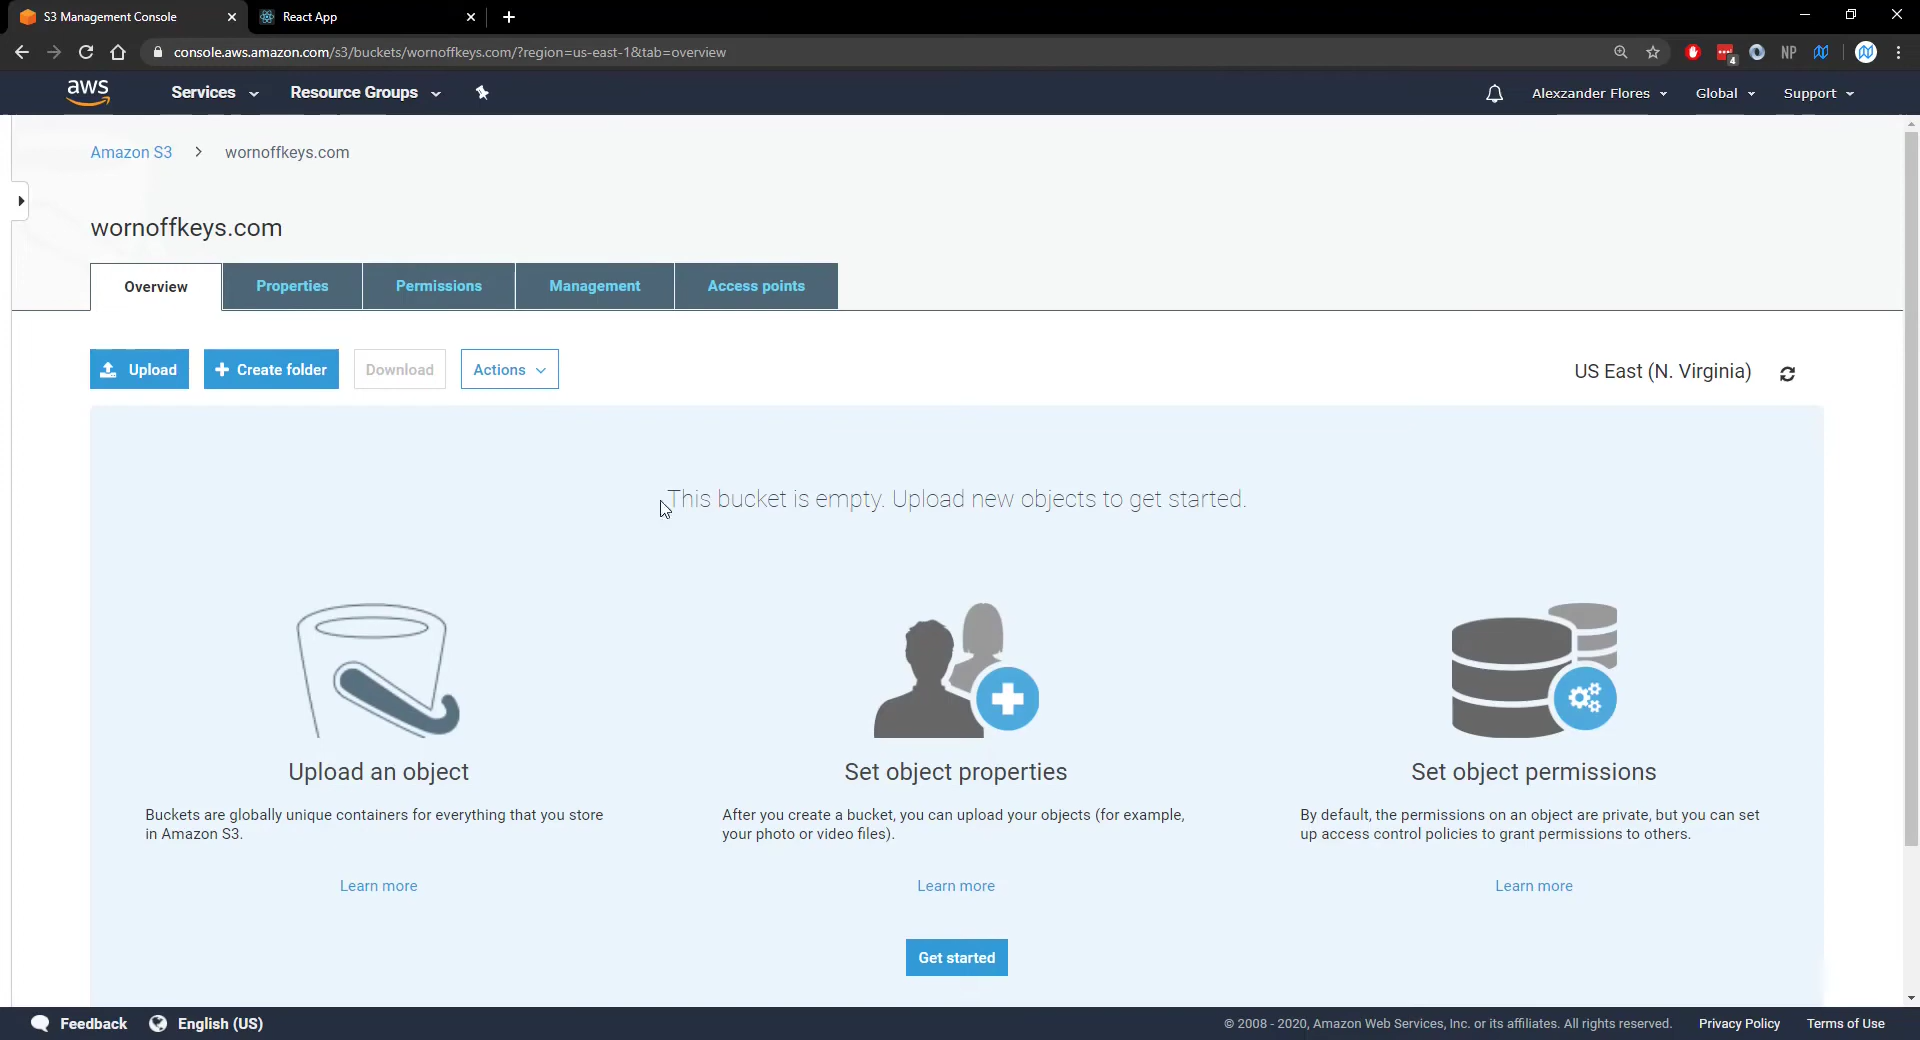 S3 Management Console
React App
console.aws.amazon.com/s3/buckets/wornoffkeys.com/?region=us-east-1&tab=overview
4
NP
aws
Services
Resource Groups
Alexzander Flores
Global
Support
Amazon S3
wornoffkeys.com
wornoffkeys.com
Overview
Properties
Permissions
Management
Access points
Upload
Create folder
Download
Actions
US East (N. Virginia)
This bucket is empty. Upload new objects to get started.
Upload an object
Buckets are globally unique containers for everything that you store
in Amazon S3.
Learn more
Set object properties
After you create a bucket, you can upload your objects (for example,
your photo or video files).
Learn more
Set object permissions
By default, the permissions on an object are private, but you can set
up access control policies to grant permissions to others.
Learn more
Get started
Feedback
English (US)
© 2008 - 2020, Amazon Web Services, Inc. or its affiliates. All rights reserved.
Privacy Policy
Terms of Use